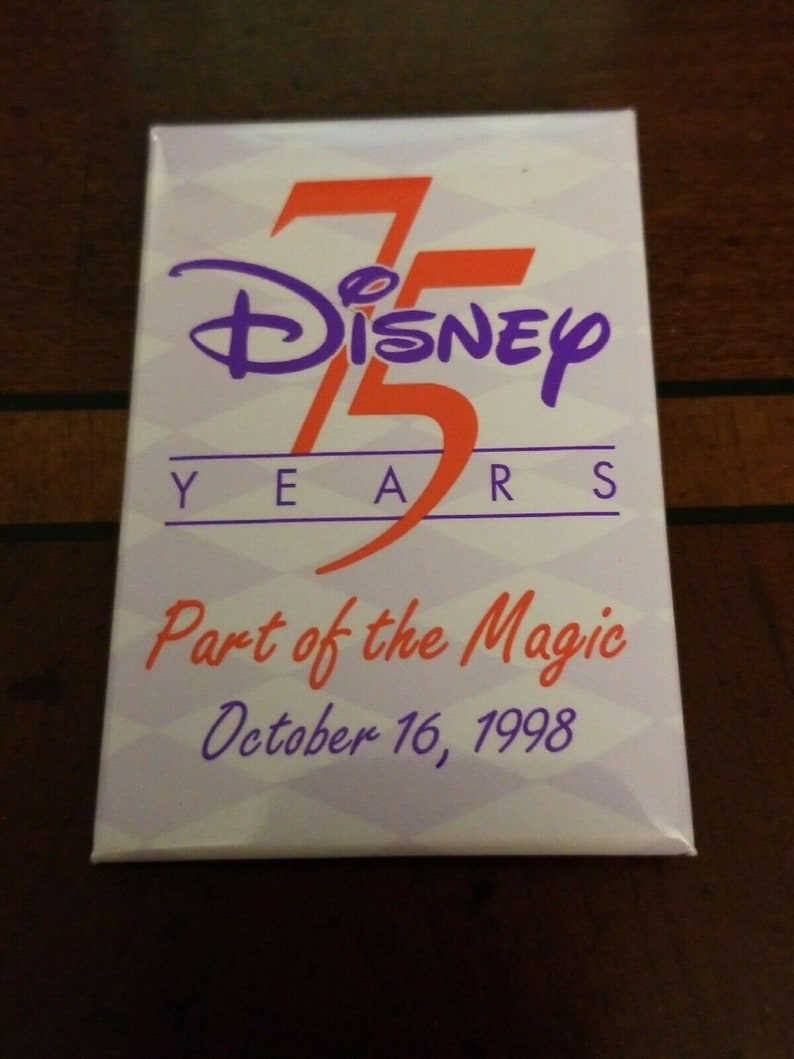 75
Disney
YEARS
Part of the Magic
October 16, 1998